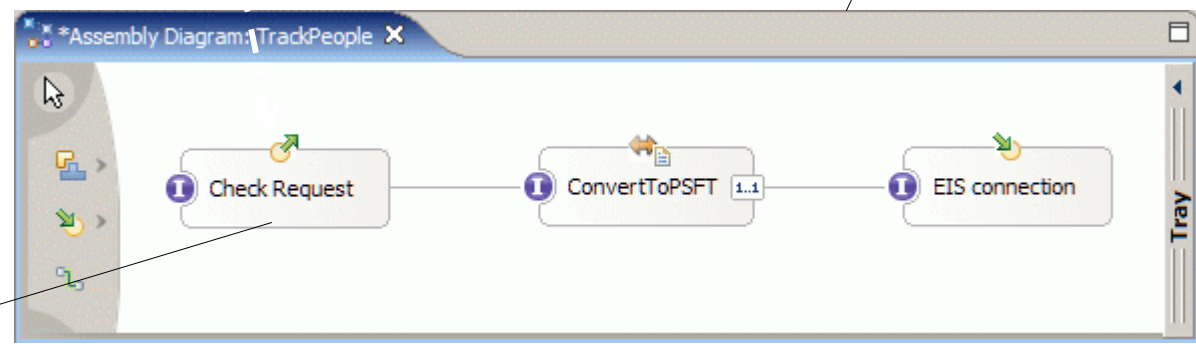 *Assembly Diagram: TrackPeople
I Check Request
I ConvertToPSFT 1..1
I EIS connection
Tray